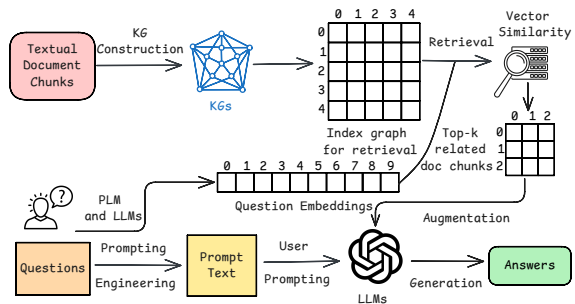 Textual
Document
Chunks
KG
Construction
KGs
0 1 2 3 4
0
1
2
3
4
Index graph
for retrieval
Retrieval
Vector
Similarity
0 1 2
0
1
2
Top-k
related
doc chunks
?
PLM
and LLMs
0 1 2 3 4 5 6 7 8 9
Question Embeddings
Augmentation
Questions
Prompting
Engineering
Prompt
Text
User
Prompting
LLMs
Generation
Answers